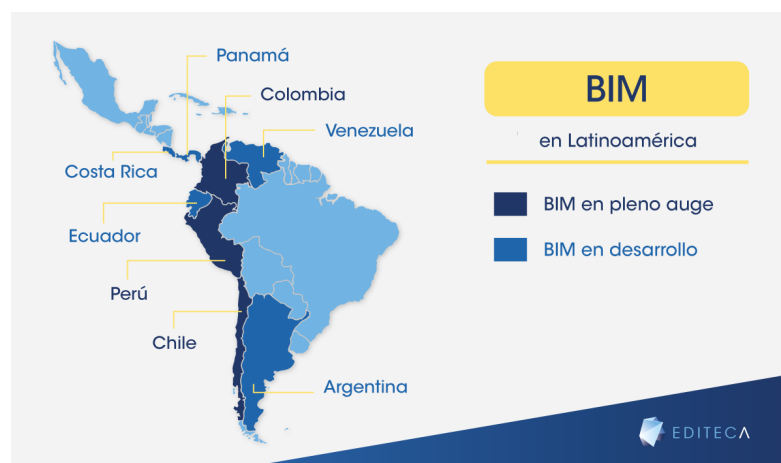 Panamá
Colombia
Venezuela
Costa Rica
Ecuador
Perú
Chile
Argentina
BIM
en Latinoamérica
BIM en pleno auge
BIM en desarrollo
EDITECA